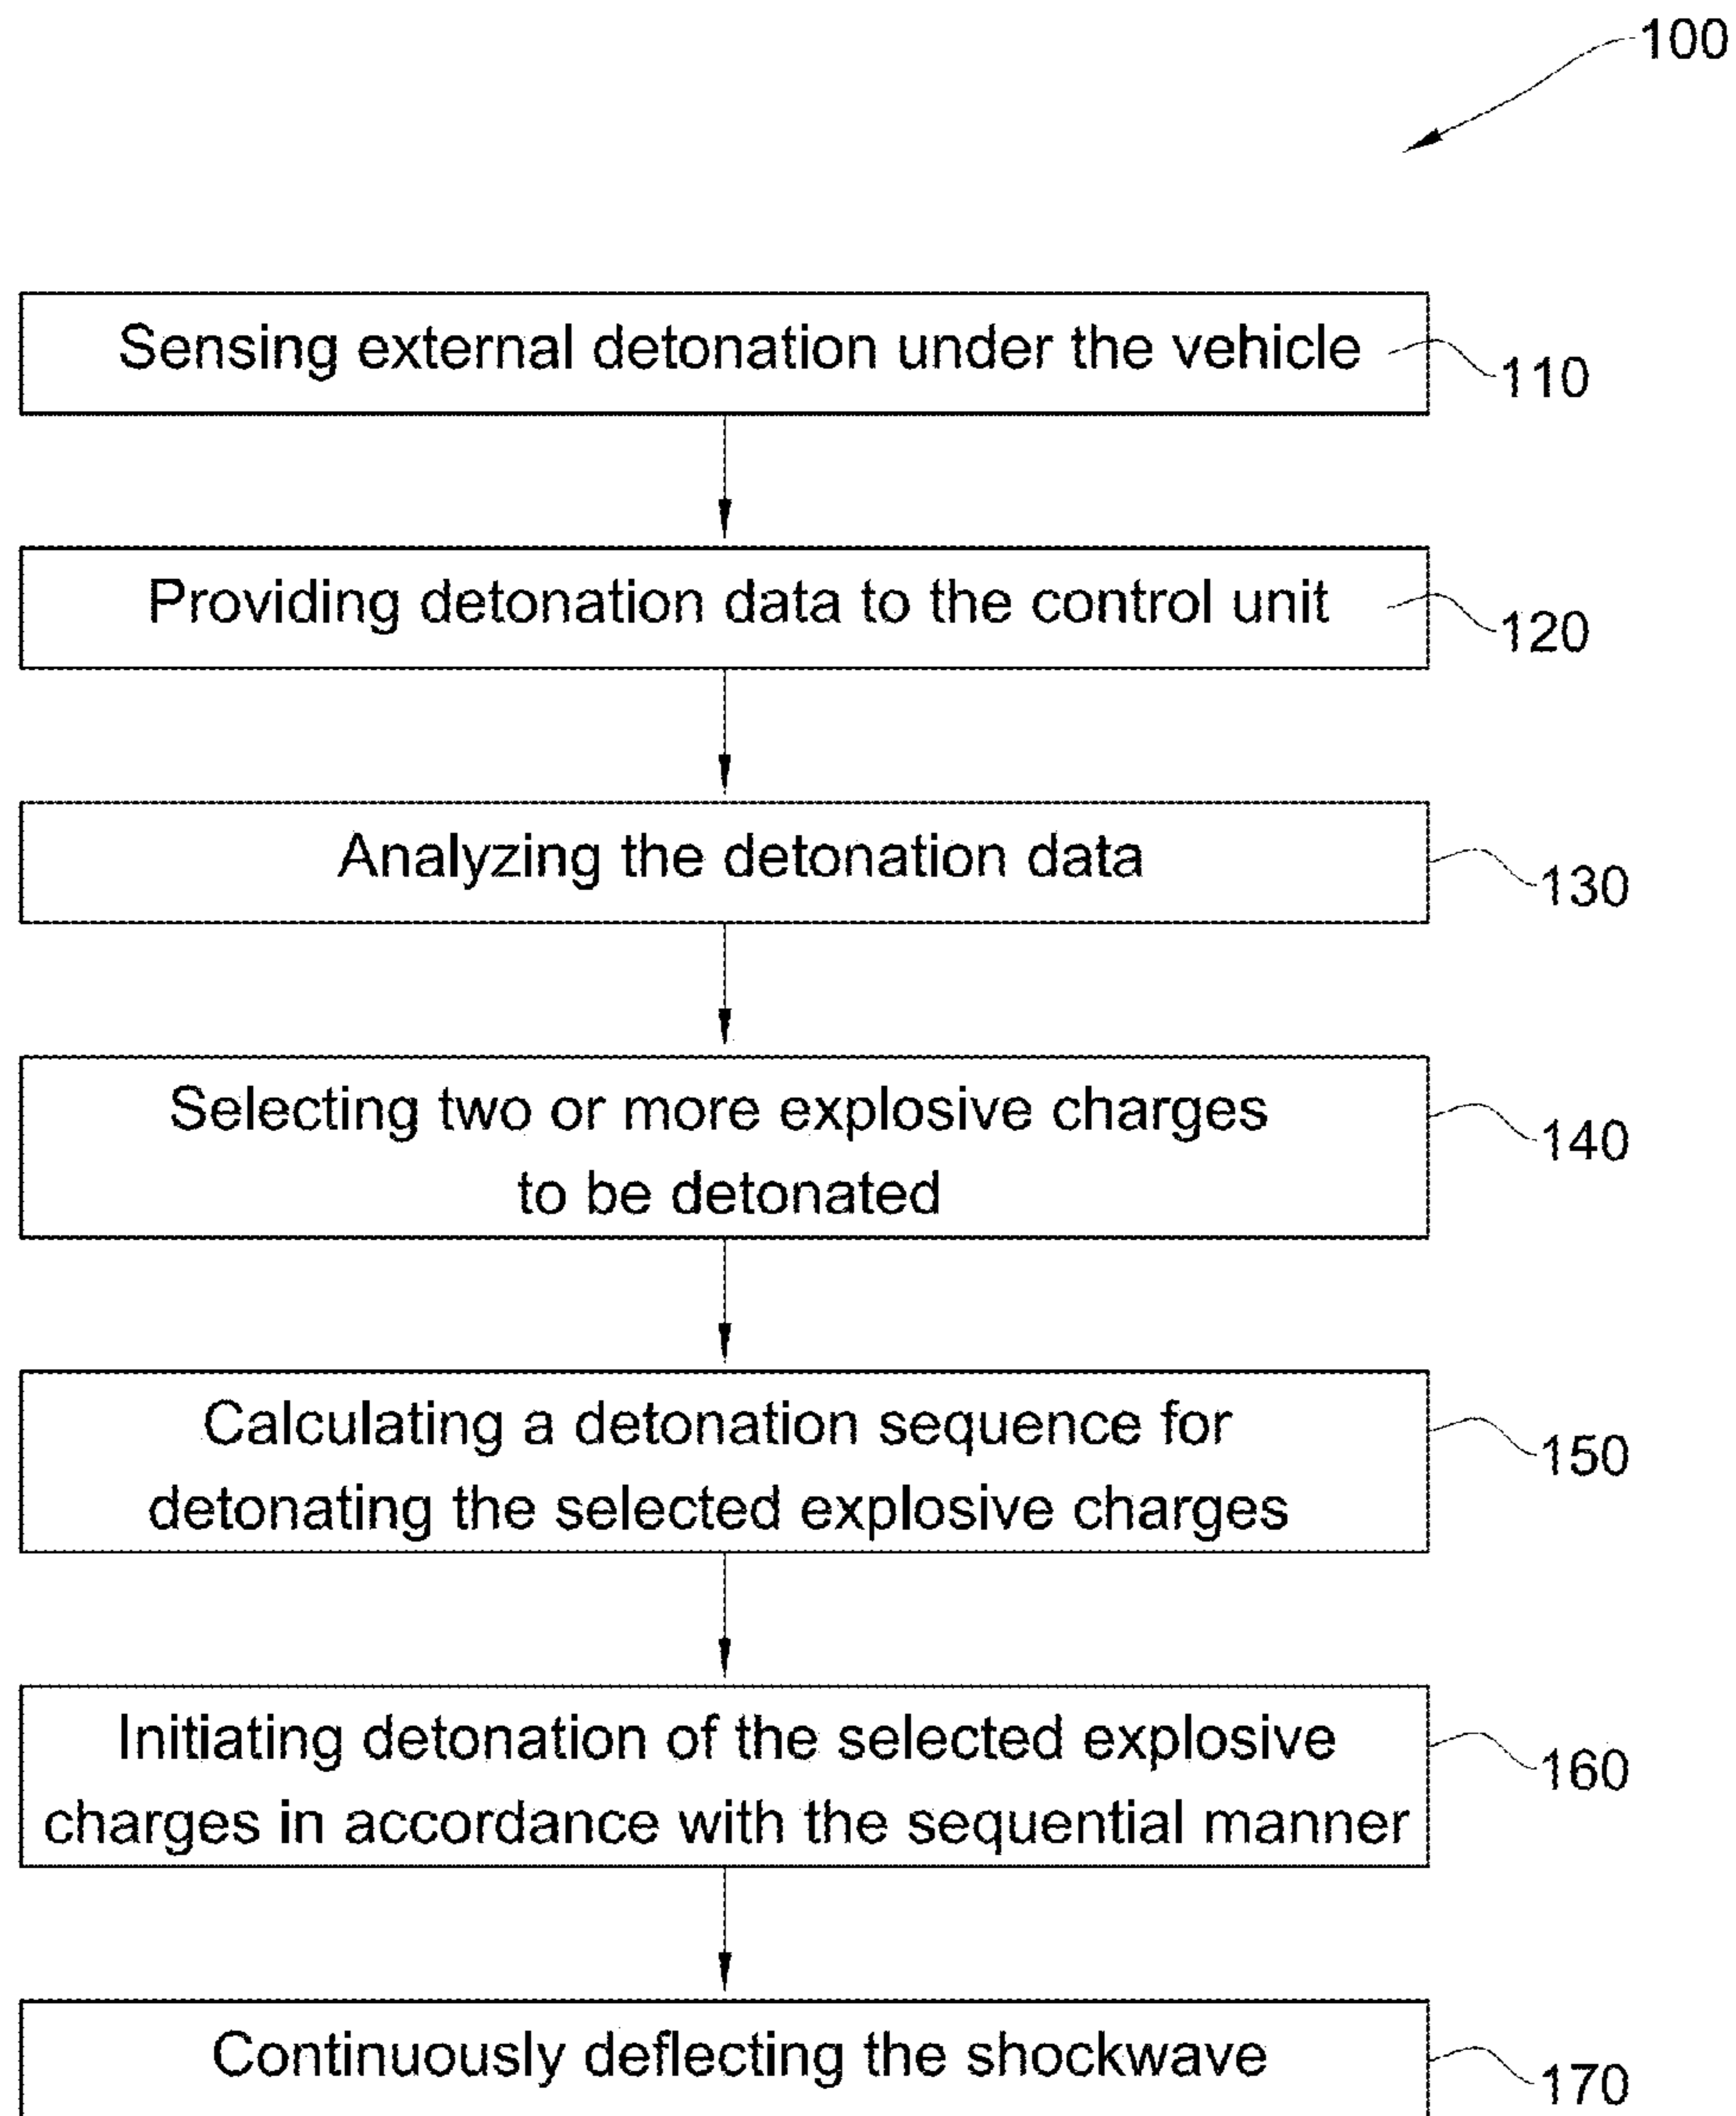 100
Sensing external detonation under the vehicle
110
Providing detonation data to the control unit
120
Analyzing the detonation data
130
Selecting two or more explosive charges
to be detonated
140
Calculating a detonation sequence for
detonating the selected explosive charges
150
Initiating detonation of the selected explosive
charges in accordance with the sequential manner
160
Continuously deflecting the shockwave
170